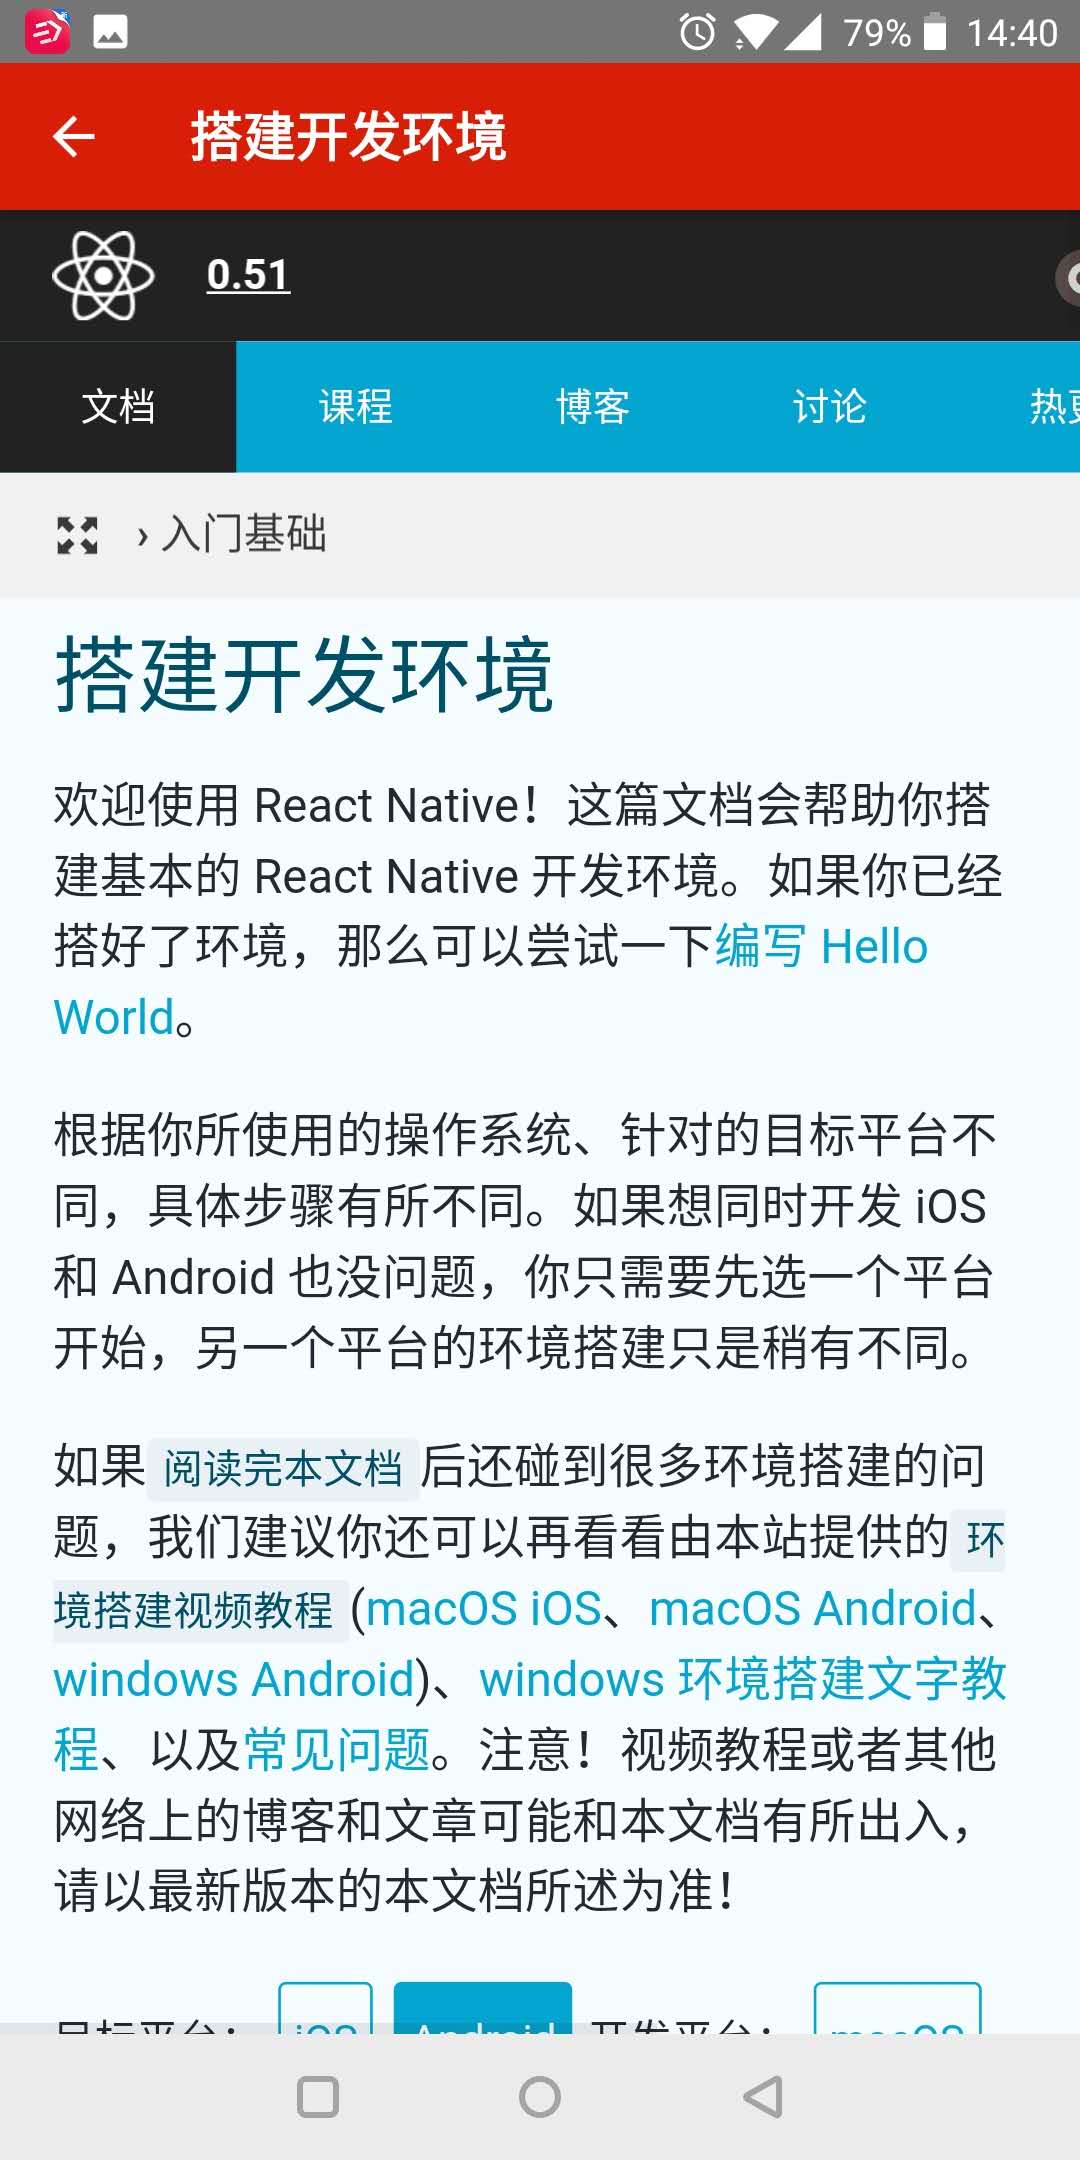 79% 14:40
搭建开发环境
0.51
文档 课程 博客 讨论 热更
› 入门基础
搭建开发环境
欢迎使用 React Native！这篇文档会帮助你搭
建基本的 React Native 开发环境。如果你已经
搭好了环境，那么可以尝试一下编写 Hello
World。
根据你所使用的操作系统、针对的目标平台不
同，具体步骤有所不同。如果想同时开发 iOS
和 Android 也没问题，你只需要先选一个平台
开始，另一个平台的环境搭建只是稍有不同。
如果 阅读完本文档 后还碰到很多环境搭建的问
题，我们建议你还可以再看看由本站提供的 环
境搭建视频教程 (macOS iOS、macOS Android、
windows Android)、windows 环境搭建文字教
程、以及常见问题。注意！视频教程或者其他
网络上的博客和文章可能和本文档有所出入，
请以最新版本的本文档所述为准！
目标平台： iOS Android 开发平台： macOS